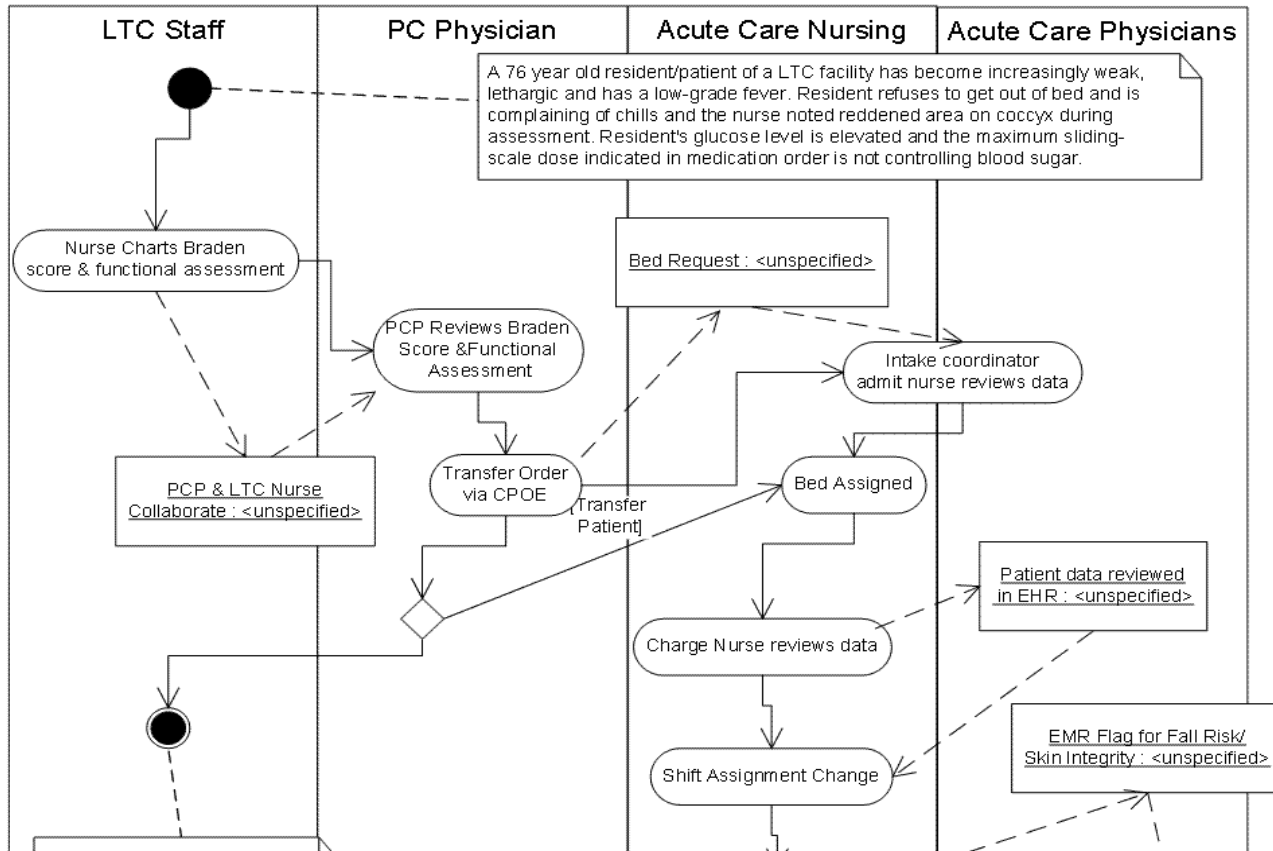 LTC Staff
PC Physician
Acute Care Nursing
Acute Care Physicians
A 76 year old resident/patient of a LTC facility has become increasingly weak,
lethargic and has a low-grade fever. Resident refuses to get out of bed and is
complaining of chills and the nurse noted reddened area on coccyx during
assessment. Resident's glucose level is elevated and the maximum sliding-
scale dose indicated in medication order is not controlling blood sugar.
Nurse Charts Braden
score & functional assessment
Bed Request : <unspecified>
PCP Reviews Braden
Score &Functional
Assessment
Intake coordinator
admit nurse reviews data
PCP & LTC Nurse
Collaborate : <unspecified>
Transfer Order
via CPOE
[Transfer
Patient]
Bed Assigned
Patient data reviewed
in EHR : <unspecified>
Charge Nurse reviews data
EMR Flag for Fall Risk/
Skin Integrity : <unspecified>
Shift Assignment Change